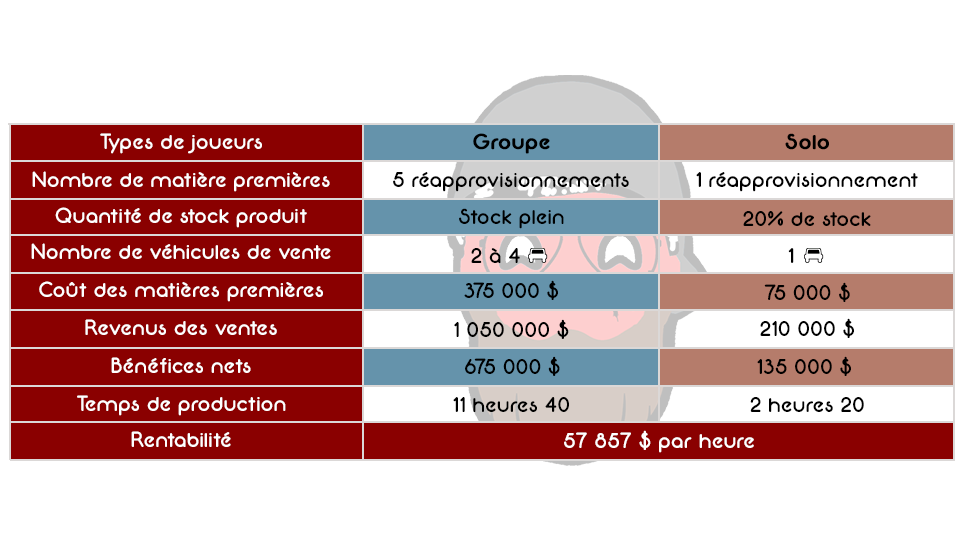 Types de joueurs Groupe Solo
Nombre de matière premières 5 réapprovisionnements 1 réapprovisionnement
Quantité de stock produit Stock plein 20% de stock
Nombre de véhicules de vente 2 à 4 1
Coût des matières premières 375 000 $ 75 000 $
Revenus des ventes 1 050 000 $ 210 000 $
Bénéfices nets 675 000 $ 135 000 $
Temps de production 11 heures 40 2 heures 20
Rentabilité 57 857 $ par heure